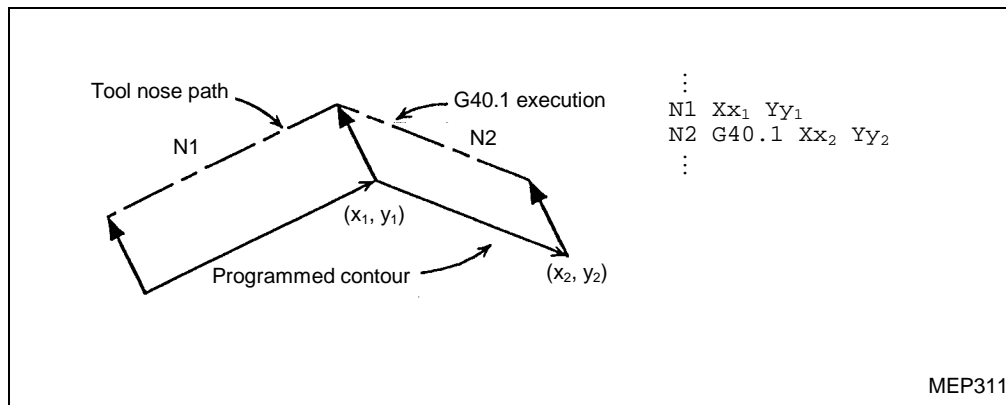 Tool nose path
G40.1 execution
N1
N2
(x₁, y₁)
Programmed contour
(x₂, y₂)
⋮
N1 Xx₁ Yy₁
N2 G40.1 Xx₂ Yy₂
⋮
MEP311